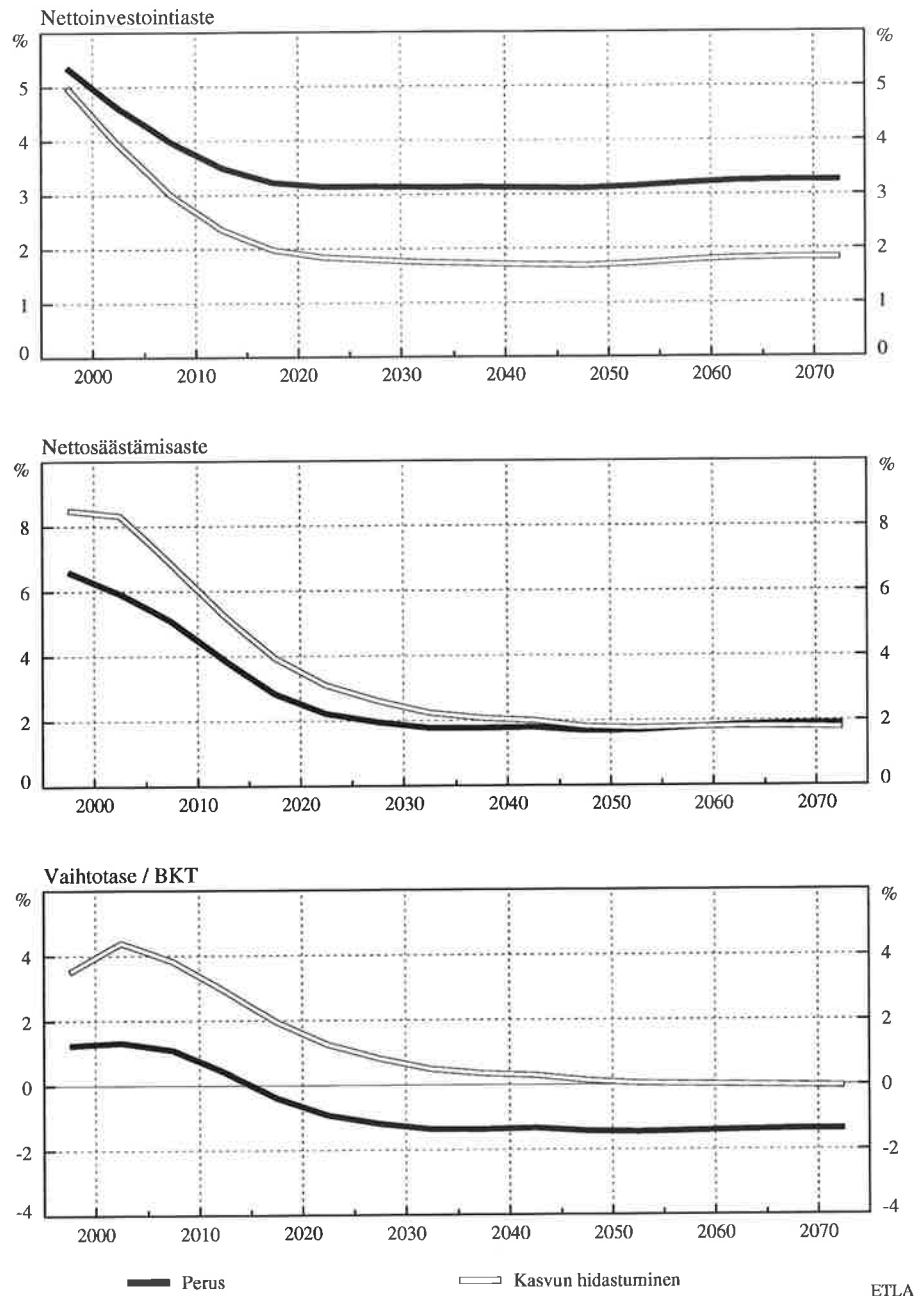 Nettoinvestointiaste
% %
5 5
4 4
3 3
2 2
1 1
0 0
2000 2010 2020 2030 2040 2050 2060 2070
Nettosäästämisaste
% %
8 8
6 6
4 4
2 2
0 0
2000 2010 2020 2030 2040 2050 2060 2070
Vaihtotase / BKT
% %
4 4
2 2
0 0
-2 -2
-4 -4
2000 2010 2020 2030 2040 2050 2060 2070
Perus Kasvun hidastuminen
ETLA